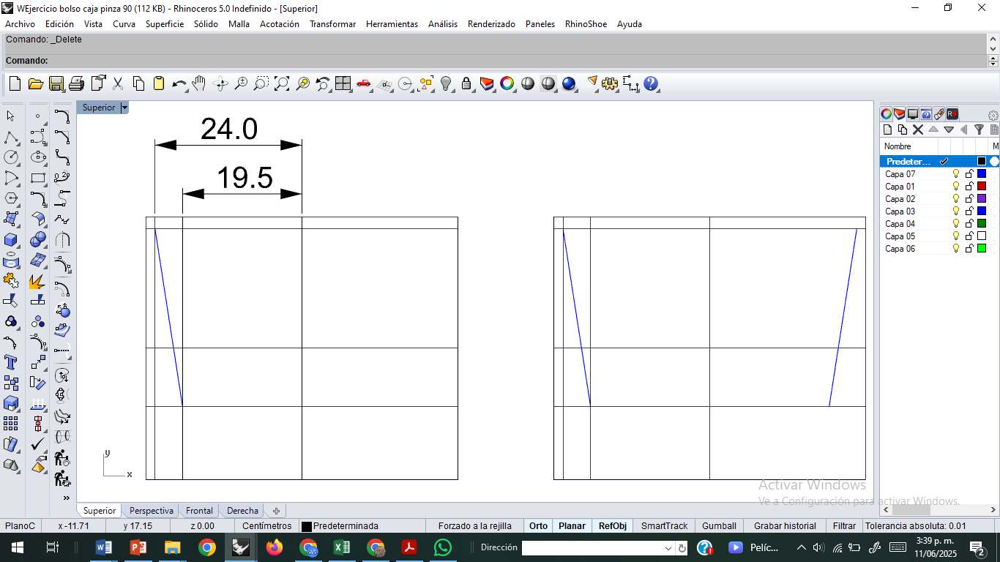 WEjercicio bolso caja pinza 90 (112 KB) - Rhinoceros 5.0 Indefinido - [Superior]
Archivo Edición Vista Curva Superficie Sólido Malla Acotación Transformar Herramientas Análisis Renderizado Paneles RhinoShoe Ayuda
Comando: _Delete
Comando:
Superior
24.0
19.5
Nombre M
Predeter...
Capa 07
Capa 01
Capa 02
Capa 03
Capa 04
Capa 05
Capa 06
y
x
Activar Windows
Ve a Configuración para activar Windows.
Superior Perspectiva Frontal Derecha
PlanoC x -11.71 y 17.15 z 0.00 Centímetros Predeterminada Forzado a la rejilla Orto Planar RefObj SmartTrack Gumball Grabar historial Filtrar Tolerancia absoluta: 0.01
Dirección Pelíc... 3:39 p. m.
11/06/2025 2